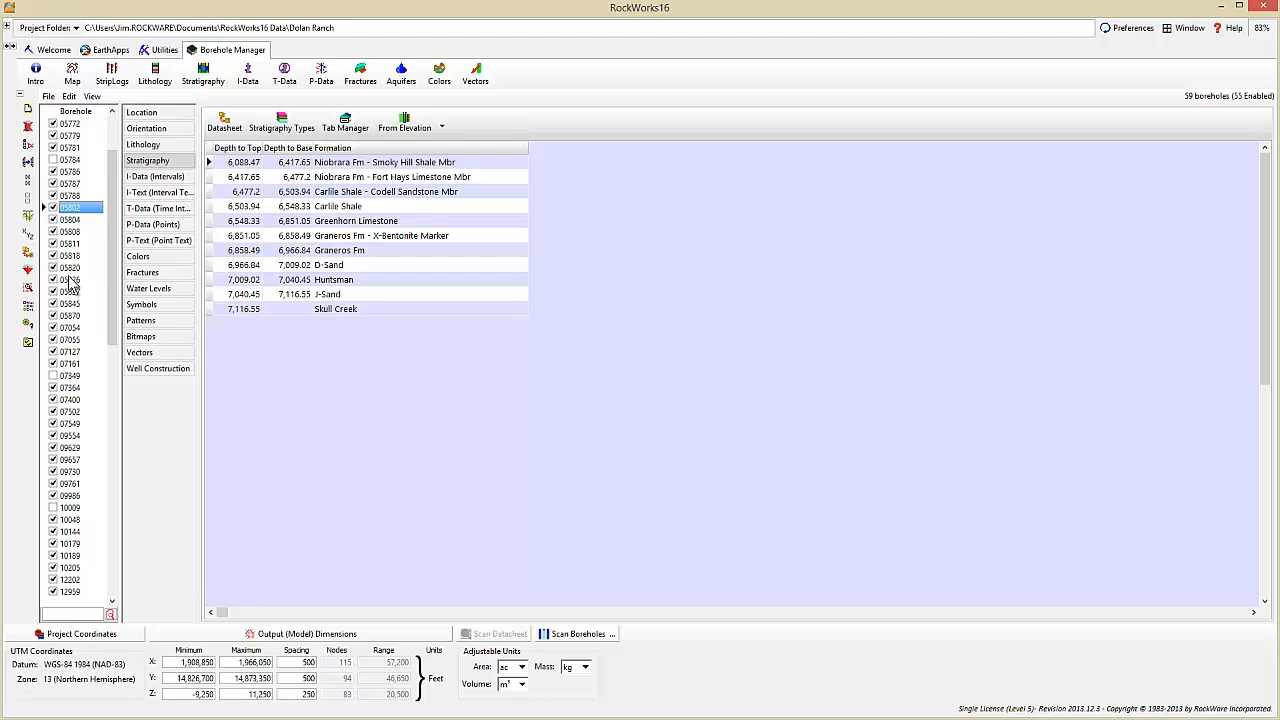 RockWorks16
Project Folder: C:\Users\Jim.ROCKWARE\Documents\RockWorks16 Data\Dolan Ranch
Preferences Window Help 83%
Welcome EarthApps Utilities Borehole Manager
Intro Map StripLogs Lithology Stratigraphy I-Data T-Data P-Data Fractures Aquifers Colors Vectors
File Edit View
59 boreholes (55 Enabled)
Borehole
05772
05779
05781
05784
05786
05787
05788
05802
05804
05808
05811
05818
05820
05845
05870
07054
07055
07127
07161
07349
07364
07400
07502
07549
09554
09629
09657
09730
09761
09986
10009
10048
10144
10179
10189
10205
12202
12959
Location
Orientation
Lithology
Stratigraphy
I-Data (Intervals)
I-Text (Interval Te...
T-Data (Time Int...
P-Data (Points)
P-Text (Point Text)
Colors
Fractures
Water Levels
Symbols
Patterns
Bitmaps
Vectors
Well Construction
Datasheet Stratigraphy Types Tab Manager From Elevation
Depth to Top Depth to Base Formation
6,088.47 6,417.65 Niobrara Fm - Smoky Hill Shale Mbr
6,417.65 6,477.2 Niobrara Fm - Fort Hays Limestone Mbr
6,477.2 6,503.94 Carlile Shale - Codell Sandstone Mbr
6,503.94 6,548.33 Carlile Shale
6,548.33 6,851.05 Greenhorn Limestone
6,851.05 6,858.49 Graneros Fm - X-Bentonite Marker
6,858.49 6,966.84 Graneros Fm
6,966.84 7,009.02 D-Sand
7,009.02 7,040.45 Huntsman
7,040.45 7,116.55 J-Sand
7,116.55 Skull Creek
Project Coordinates
UTM Coordinates
Datum: WGS-84 1984 (NAD-83)
Zone: 13 (Northern Hemisphere)
Output (Model) Dimensions
Minimum Maximum Spacing Nodes Range Units
X: 1,908,850 1,966,050 500 115 57,200
Y: 14,826,700 14,873,350 500 94 46,650 Feet
Z: -9,250 11,250 250 83 20,500
Scan Datasheet Scan Boreholes ...
Adjustable Units
Area: ac Mass: kg
Volume: m³
Single License (Level 5)- Revision 2013.12.3 - Copyright © 1983-2013 by RockWare Incorporated.